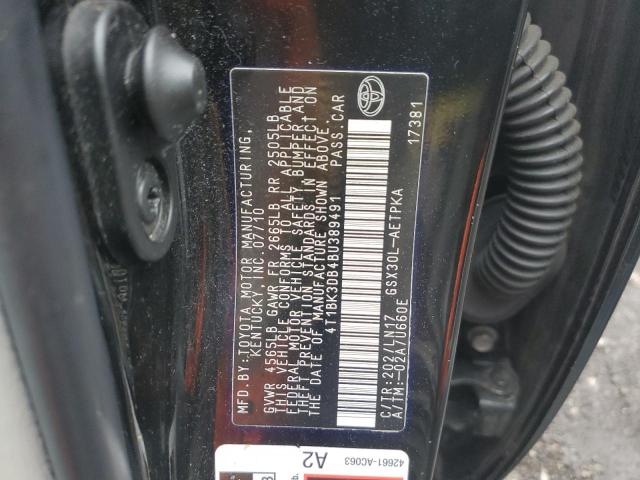 MFD.BY:TOYOTA MOTOR MANUFACTURING,
KENTUCKY, INC. 07/10
GVWR 4565LB GAWR FR 2665LB RR 2505LB
THIS VEHICLE CONFORMS TO ALL APPLICABLE
FEDERAL MOTOR VEHICLE SAFETY, BUMPER, AND
THEFT PREVENTION STANDARDS IN EFFECT ON
THE DATE OF MANUFACTURE SHOWN ABOVE.
4T1BK3DB4BU389491 PASS.CAR
C/TR:202/LN17 GSX30L-AETPKA
A/TM:-02A/U660E 17381
42661-AC063
A2